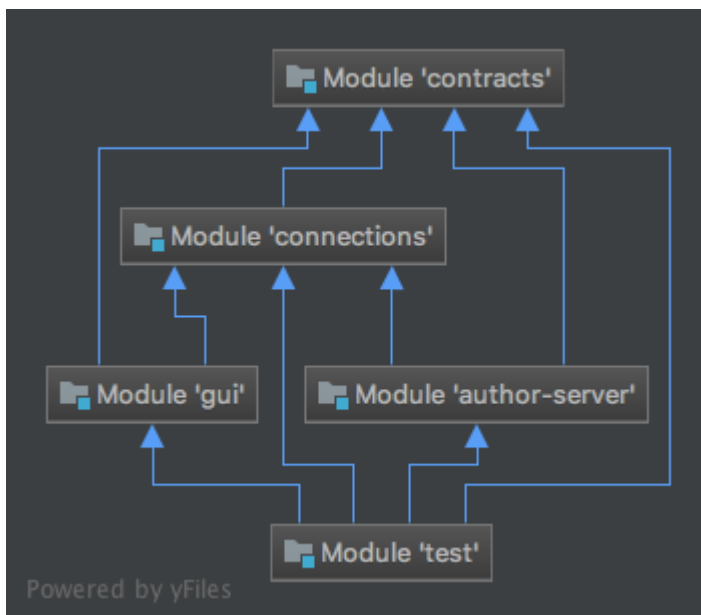 Module 'contracts'
Module 'connections'
Module 'gui'
Module 'author-server'
Module 'test'
Powered by yFiles